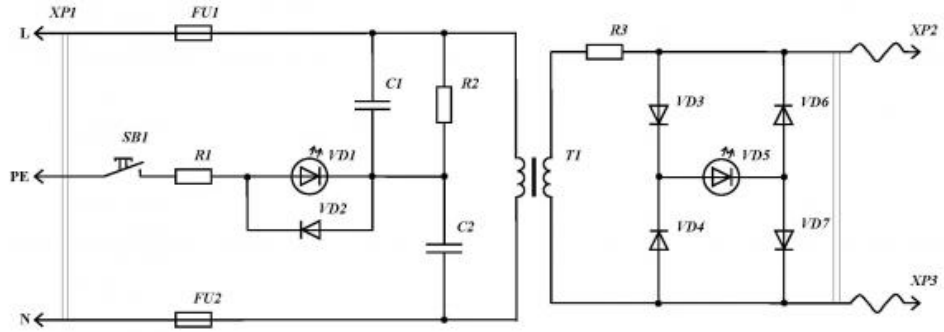 XP1
FU1
L
R3
XP2
C1
R2
VD3
VD6
SB1
R1
VD1
T1
VD5
PE
VD2
C2
VD4
VD7
FU2
XP3
N